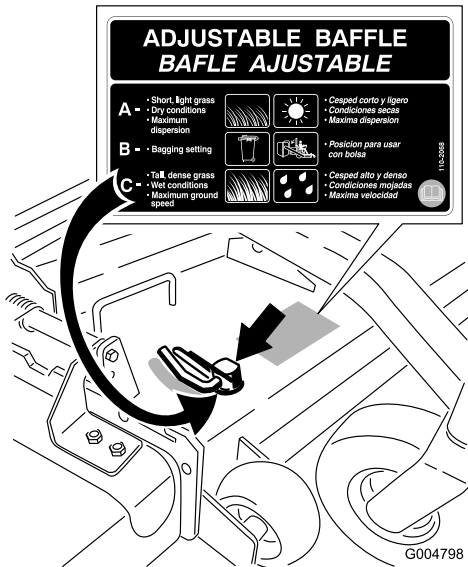 ADJUSTABLE BAFFLE
BAFLE AJUSTABLE
A -
• Short, light grass
• Dry conditions
• Maximum
dispersion
• Cesped corto y ligero
• Condiciones secas
• Maxima dispersion
B -
• Bagging setting
• Posicion para usar
con bolsa
C -
• Tall, dense grass
• Wet conditions
• Maximum ground
speed
• Cesped alto y denso
• Condiciones mojadas
• Maxima velocidad
110-2068
G004798